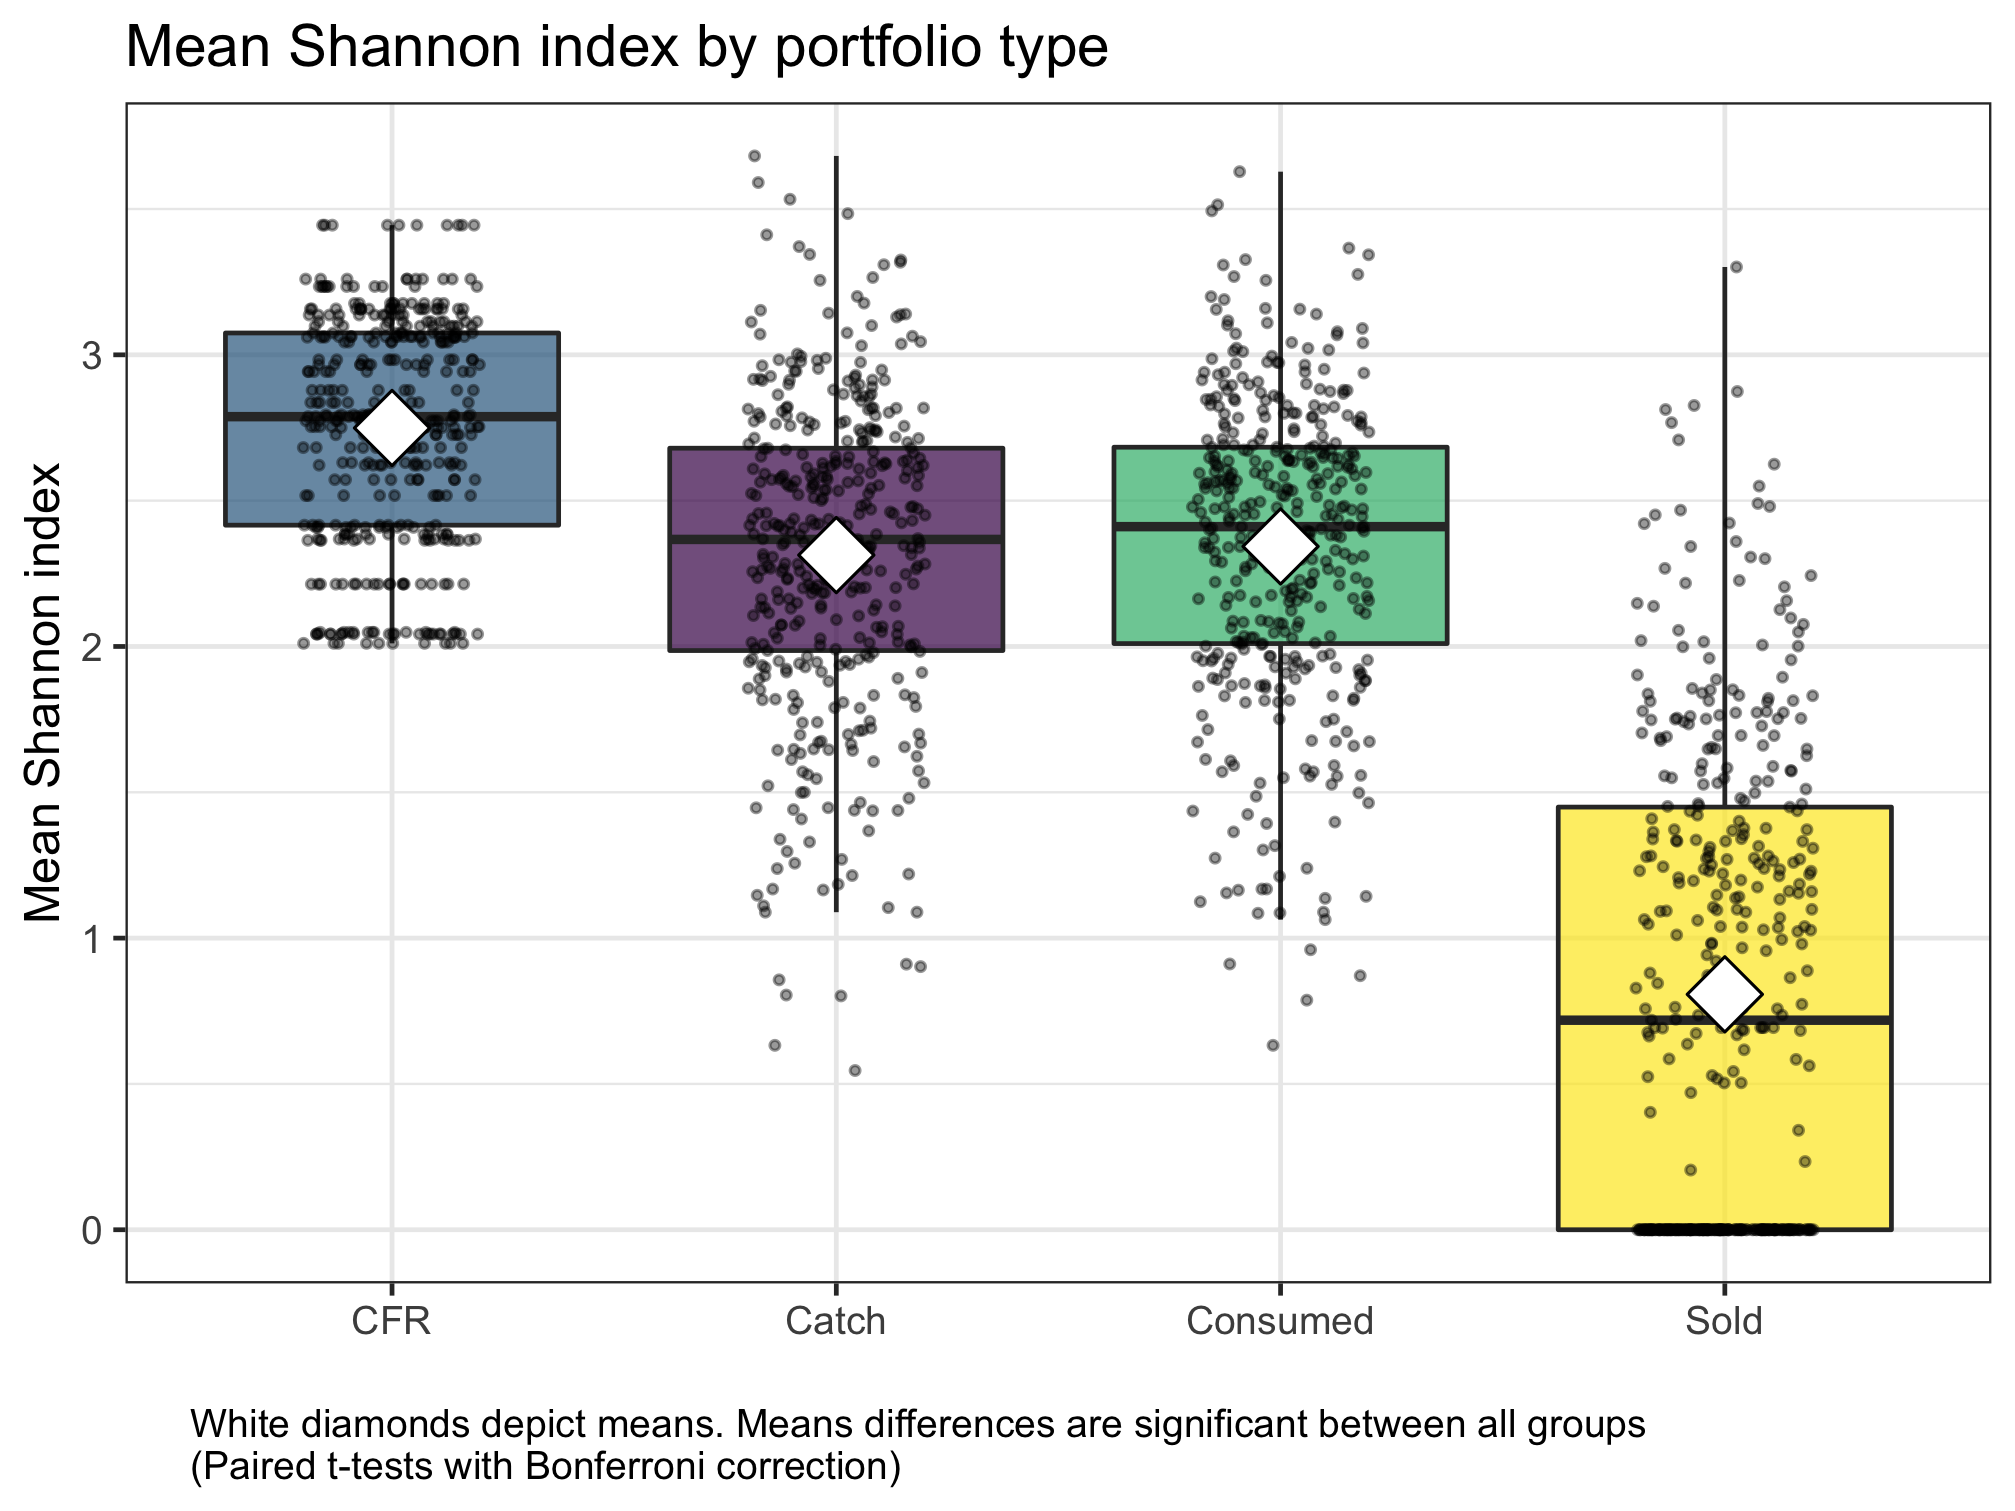 Mean Shannon index by portfolio type
Mean Shannon index
3
2
1
0
CFR
Catch
Consumed
Sold
White diamonds depict means. Means differences are significant between all groups
(Paired t-tests with Bonferroni correction)